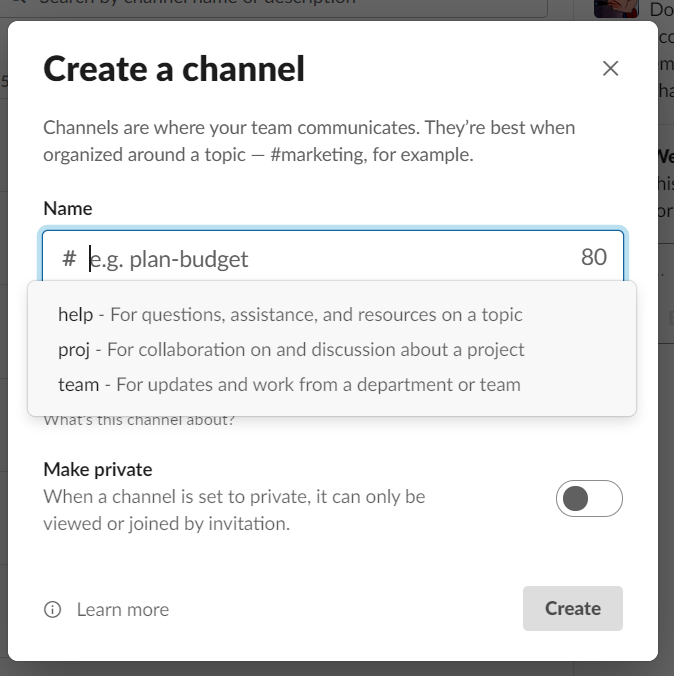 Search by channel name or description
Create a channel
Channels are where your team communicates. They’re best when
organized around a topic — #marketing, for example.
Name
# e.g. plan-budget 80
help - For questions, assistance, and resources on a topic
proj - For collaboration on and discussion about a project
team - For updates and work from a department or team
What's this channel about?
Make private
When a channel is set to private, it can only be
viewed or joined by invitation.
Learn more
Create